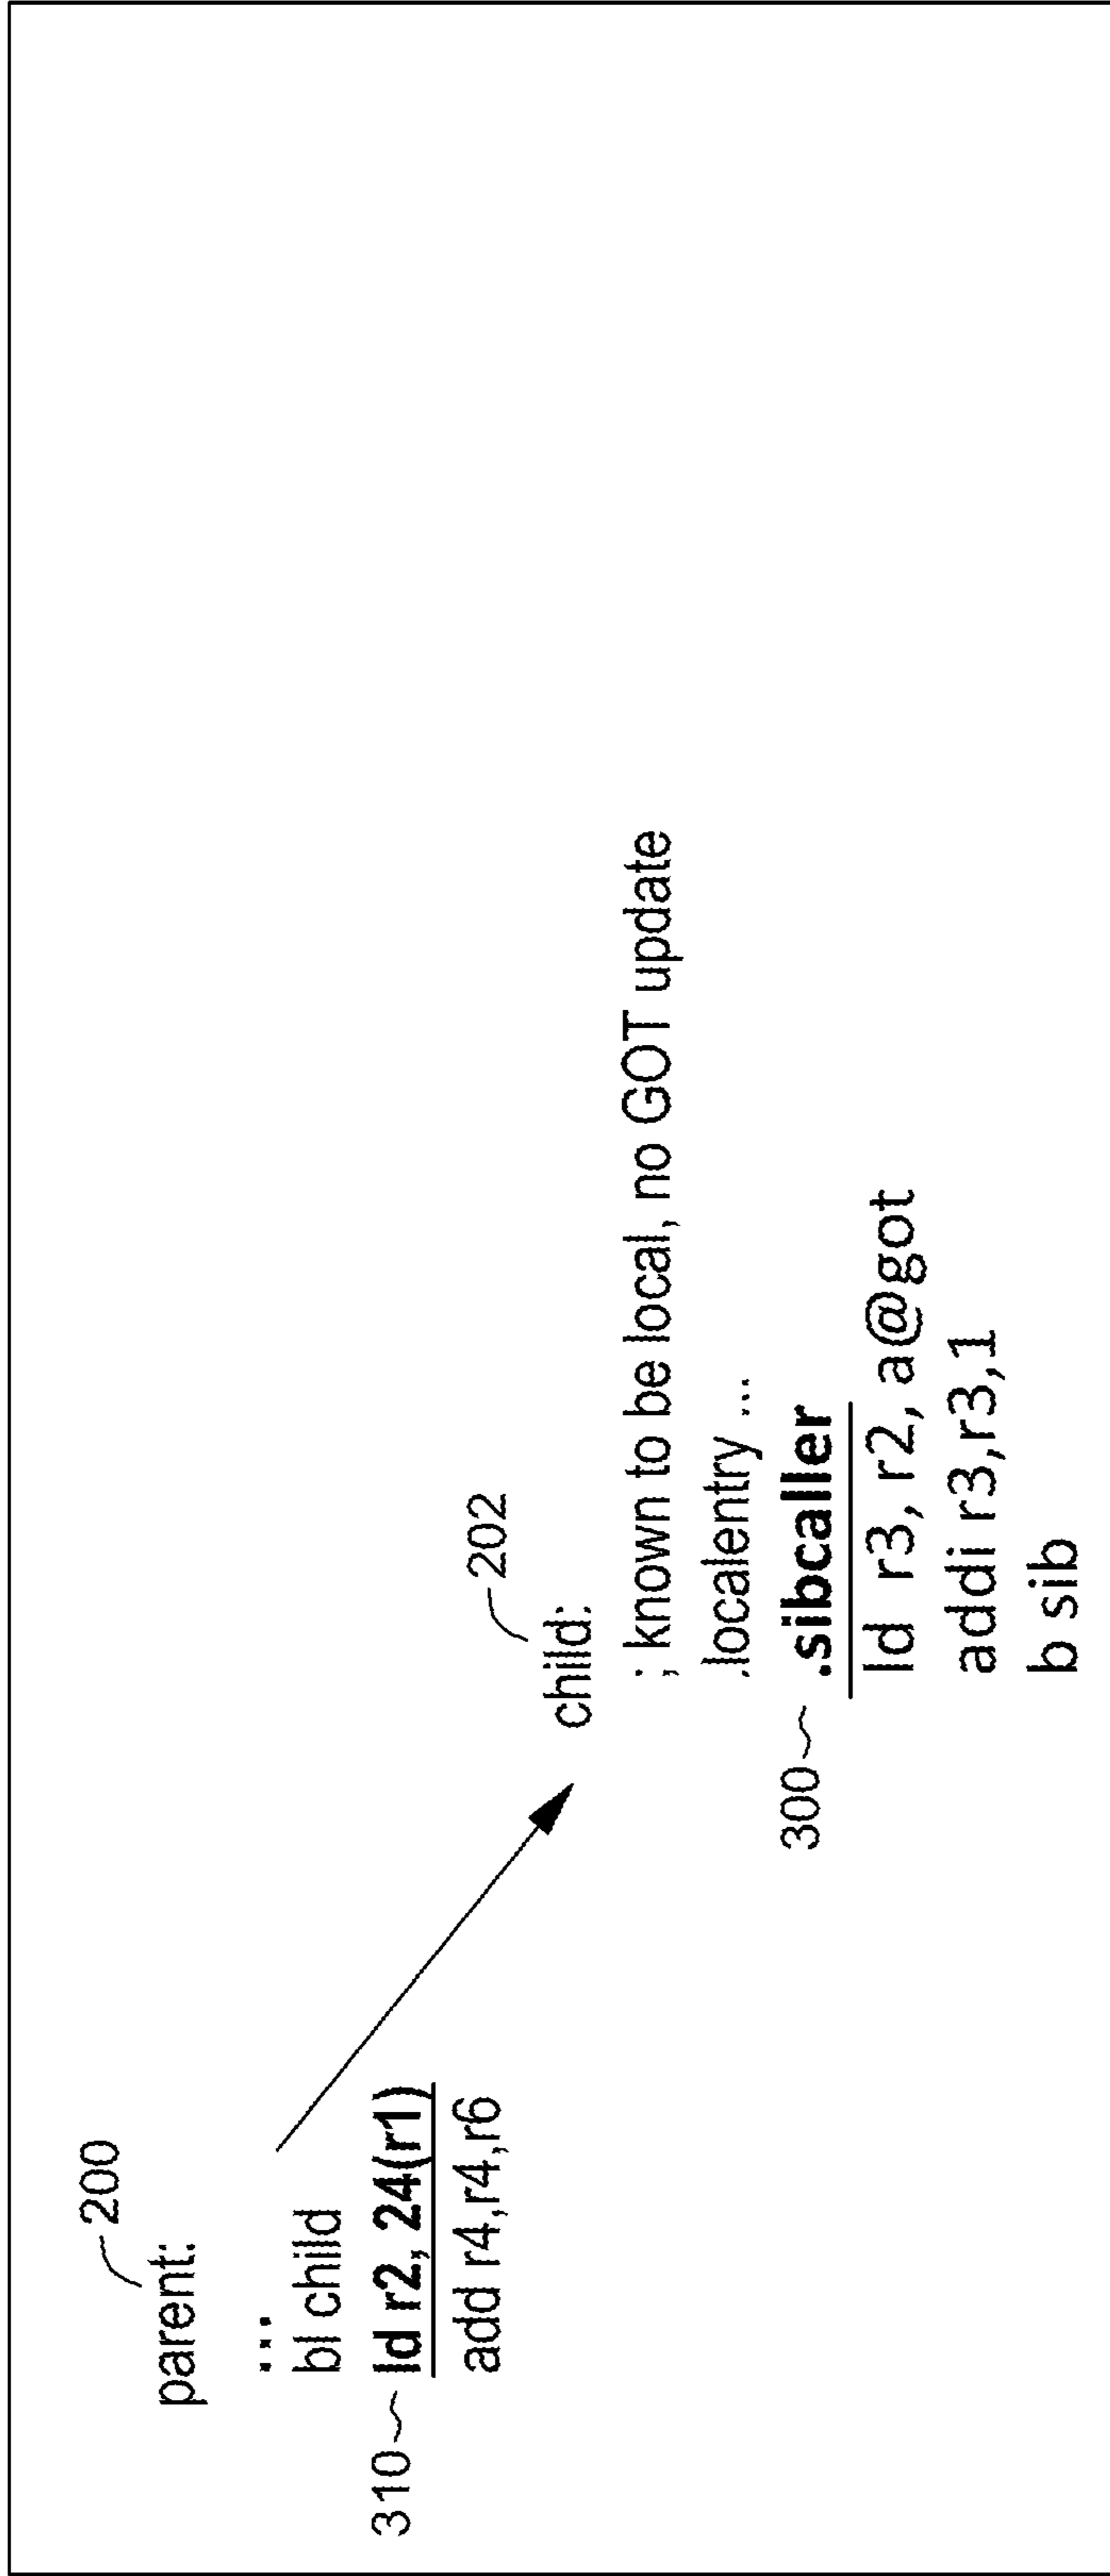 200
parent:
...
bl child
310 ld r2, 24(r1)
add r4,r4,r6
202
child:
; known to be local, no GOT update
.localentry ...
300 .sibcaller
ld r3, r2, a@got
addi r3,r3,1
b sib